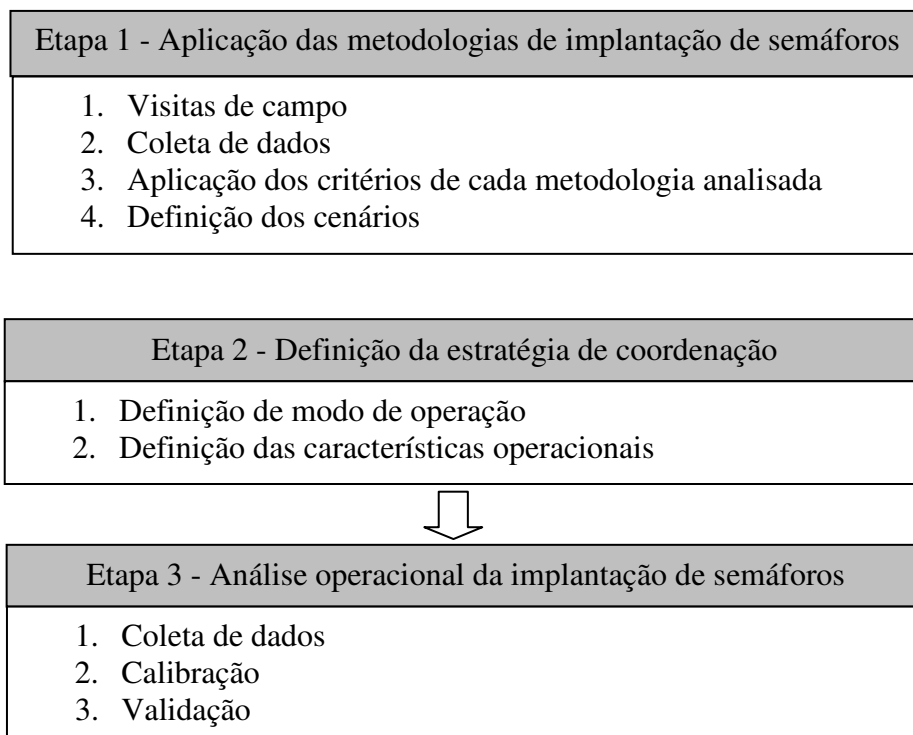 Etapa 1 - Aplicação das metodologias de implantação de semáforos
1. Visitas de campo
2. Coleta de dados
3. Aplicação dos critérios de cada metodologia analisada
4. Definição dos cenários
Etapa 2 - Definição da estratégia de coordenação
1. Definição de modo de operação
2. Definição das características operacionais
Etapa 3 - Análise operacional da implantação de semáforos
1. Coleta de dados
2. Calibração
3. Validação